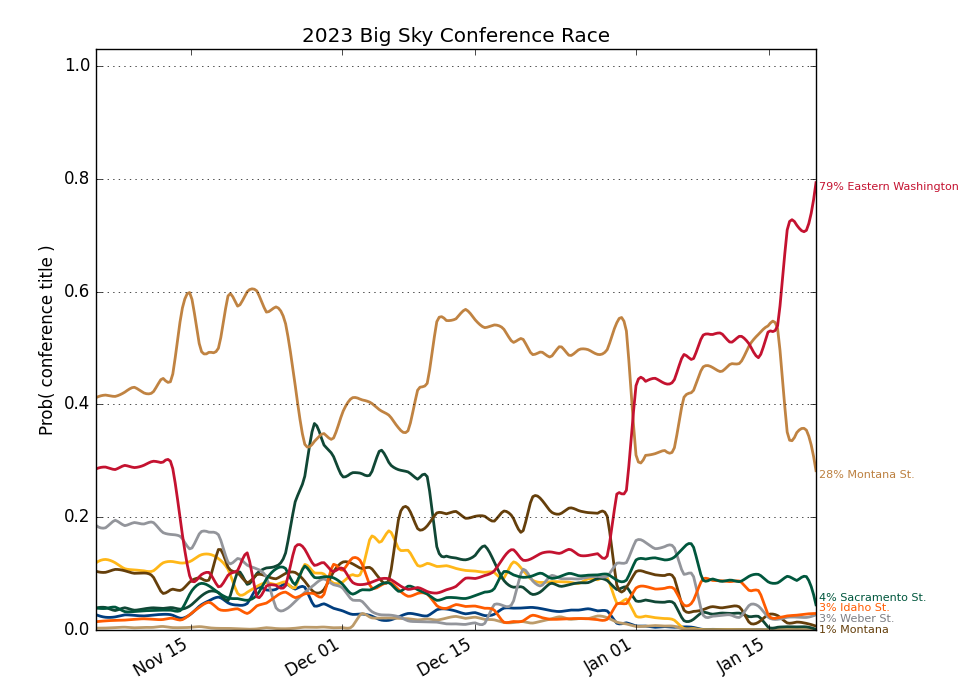 2023 Big Sky Conference Race
Prob( conference title )
1.0
0.8
0.6
0.4
0.2
0.0
Nov 15
Dec 01
Dec 15
Jan 01
Jan 15
79% Eastern Washington
28% Montana St.
4% Sacramento St.
3% Idaho St.
3% Weber St.
1% Montana